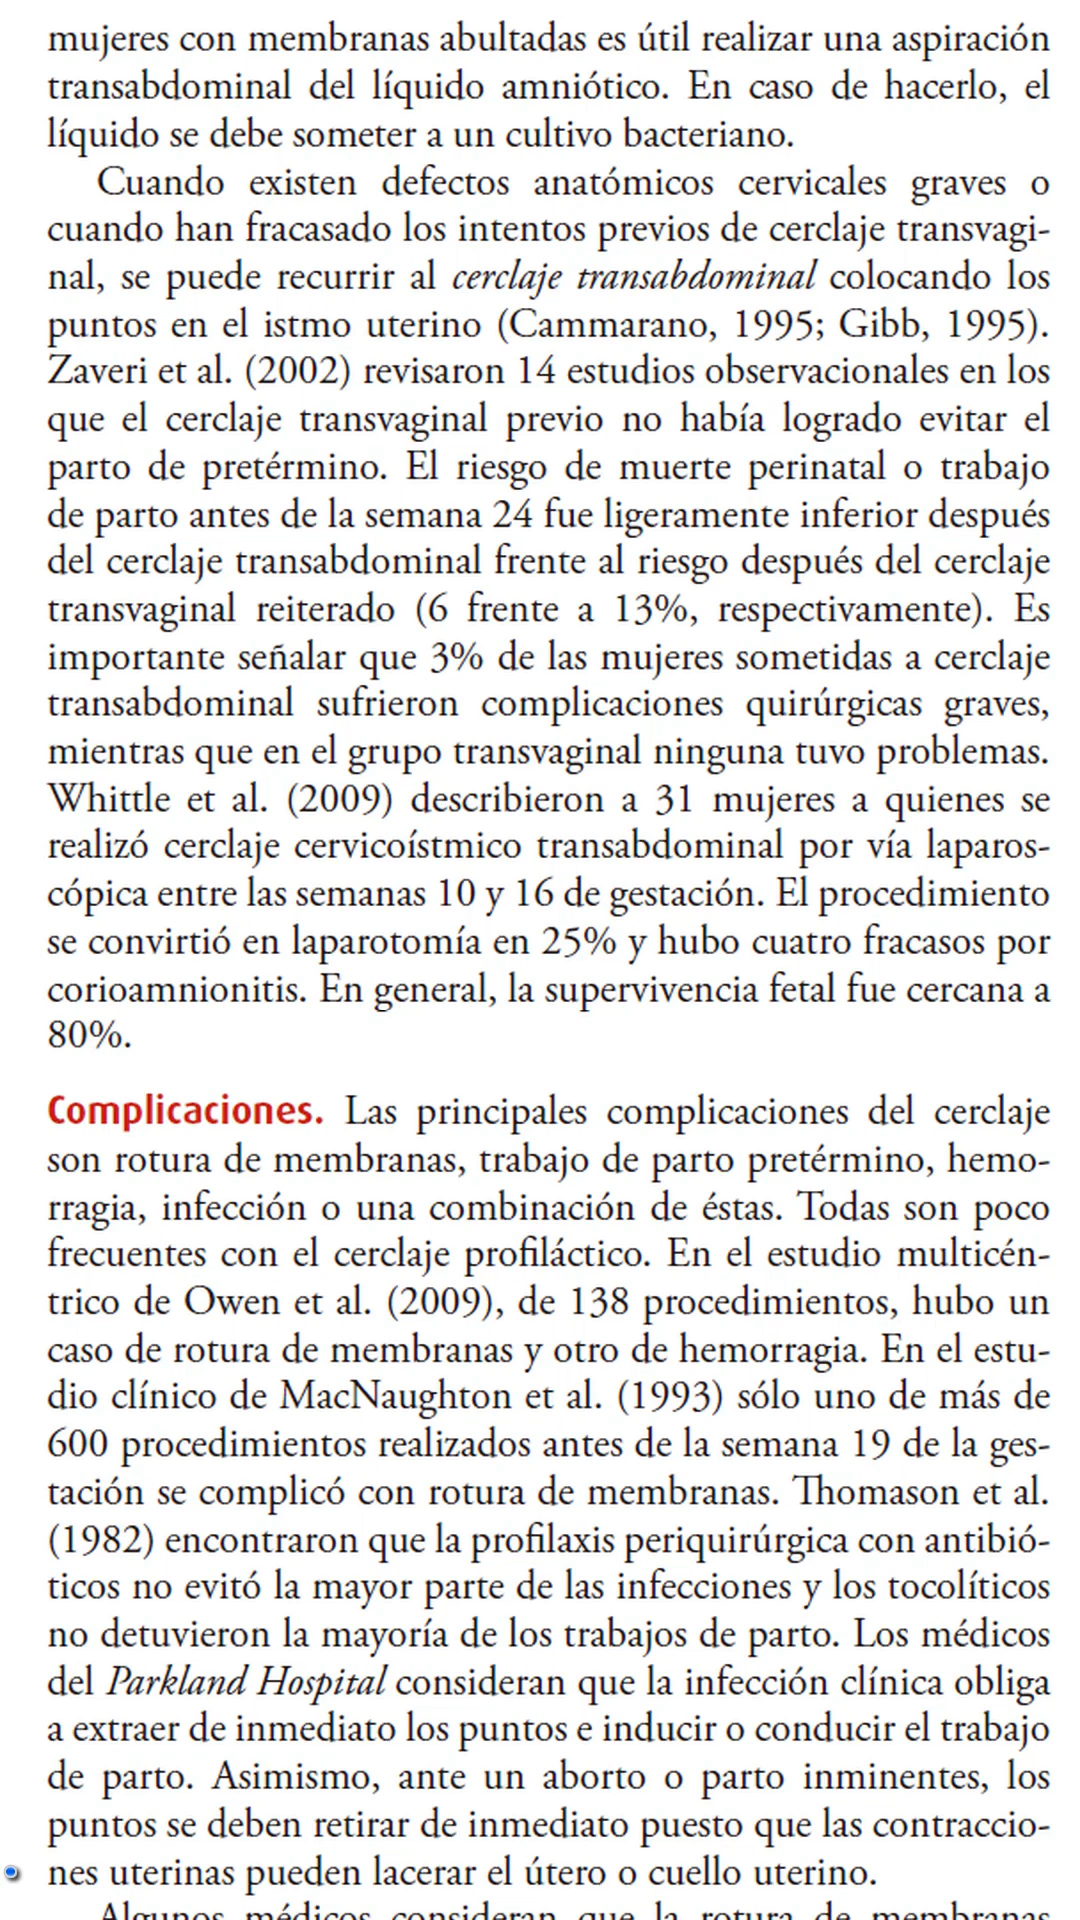 mujeres con membranas abultadas es útil realizar una aspiración
transabdominal del líquido amniótico. En caso de hacerlo, el
líquido se debe someter a un cultivo bacteriano.
Cuando existen defectos anatómicos cervicales graves o
cuando han fracasado los intentos previos de cerclaje transvagi-
nal, se puede recurrir al cerclaje transabdominal colocando los
puntos en el istmo uterino (Cammarano, 1995; Gibb, 1995).
Zaveri et al. (2002) revisaron 14 estudios observacionales en los
que el cerclaje transvaginal previo no había logrado evitar el
parto de pretérmino. El riesgo de muerte perinatal o trabajo
de parto antes de la semana 24 fue ligeramente inferior después
del cerclaje transabdominal frente al riesgo después del cerclaje
transvaginal reiterado (6 frente a 13%, respectivamente). Es
importante señalar que 3% de las mujeres sometidas a cerclaje
transabdominal sufrieron complicaciones quirúrgicas graves,
mientras que en el grupo transvaginal ninguna tuvo problemas.
Whittle et al. (2009) describieron a 31 mujeres a quienes se
realizó cerclaje cervicoístmico transabdominal por vía laparos-
cópica entre las semanas 10 y 16 de gestación. El procedimiento
se convirtió en laparotomía en 25% y hubo cuatro fracasos por
corioamnionitis. En general, la supervivencia fetal fue cercana a
80%.
Complicaciones. Las principales complicaciones del cerclaje
son rotura de membranas, trabajo de parto pretérmino, hemo-
rragia, infección o una combinación de éstas. Todas son poco
frecuentes con el cerclaje profiláctico. En el estudio multicén-
trico de Owen et al. (2009), de 138 procedimientos, hubo un
caso de rotura de membranas y otro de hemorragia. En el estu-
dio clínico de MacNaughton et al. (1993) sólo uno de más de
600 procedimientos realizados antes de la semana 19 de la ges-
tación se complicó con rotura de membranas. Thomason et al.
(1982) encontraron que la profilaxis periquirúrgica con antibió-
ticos no evitó la mayor parte de las infecciones y los tocolíticos
no detuvieron la mayoría de los trabajos de parto. Los médicos
del Parkland Hospital consideran que la infección clínica obliga
a extraer de inmediato los puntos e inducir o conducir el trabajo
de parto. Asimismo, ante un aborto o parto inminentes, los
puntos se deben retirar de inmediato puesto que las contraccio-
nes uterinas pueden lacerar el útero o cuello uterino.
Algunos médicos consideran que la rotura de membranas